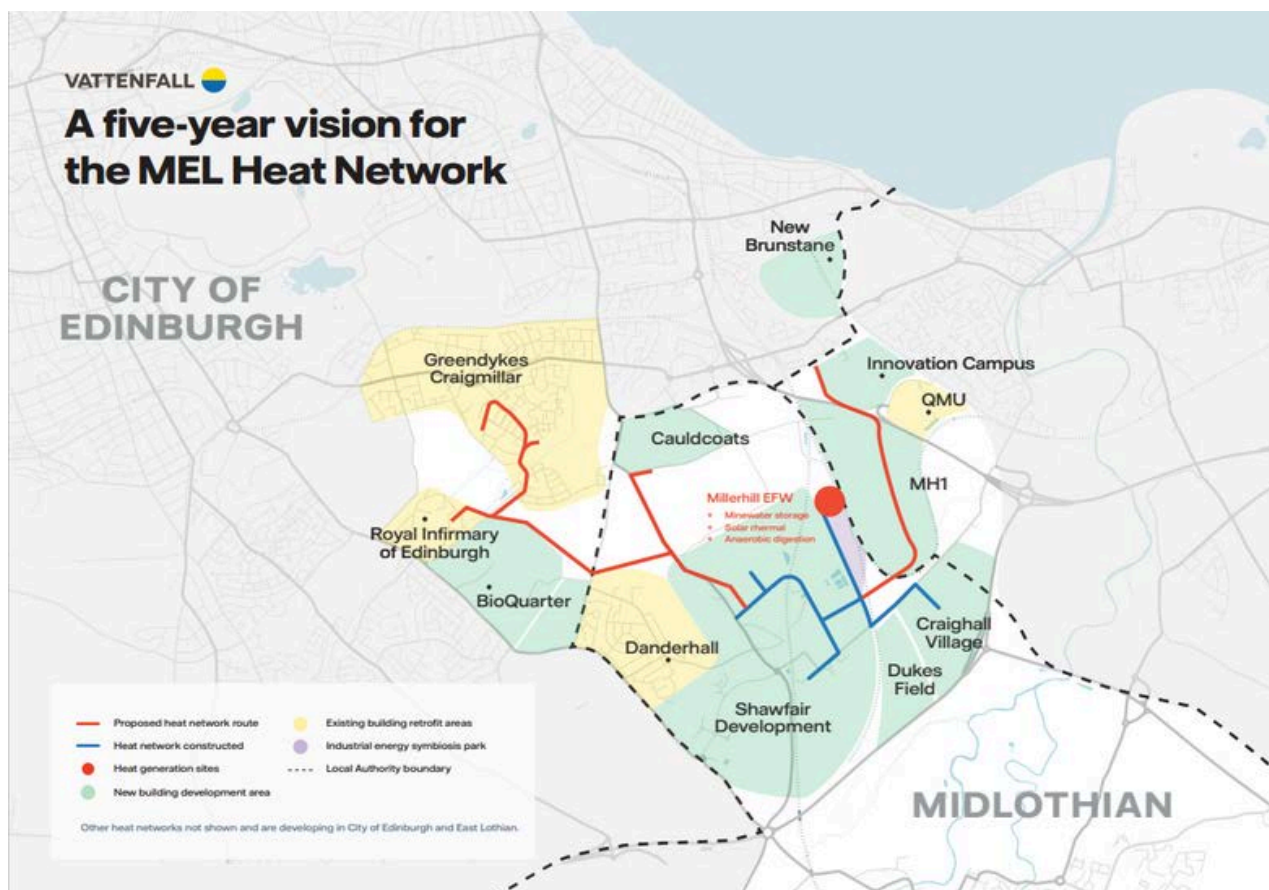 VATTENFALL
A five-year vision for
the MEL Heat Network
CITY OF
EDINBURGH
New
Brunstane
Greendykes
Craigmillar
Innovation Campus
QMU
Cauldcoats
MH1
Millerhill EFW
Minewater storage
Solar rhermal
Anaerobic digestion
Royal Infirmary
of Edinburgh
BioQuarter
Danderhall
Craighall
Village
Dukes
Field
Shawfair
Development
MIDLOTHIAN
Proposed heat network route
Heat network constructed
Heat generation sites
New building development area
Existing building retrofit areas
Industrial energy symbiosis park
Local Authority boundary
Other heat networks not shown and are developing in City of Edinburgh and East Lothian.